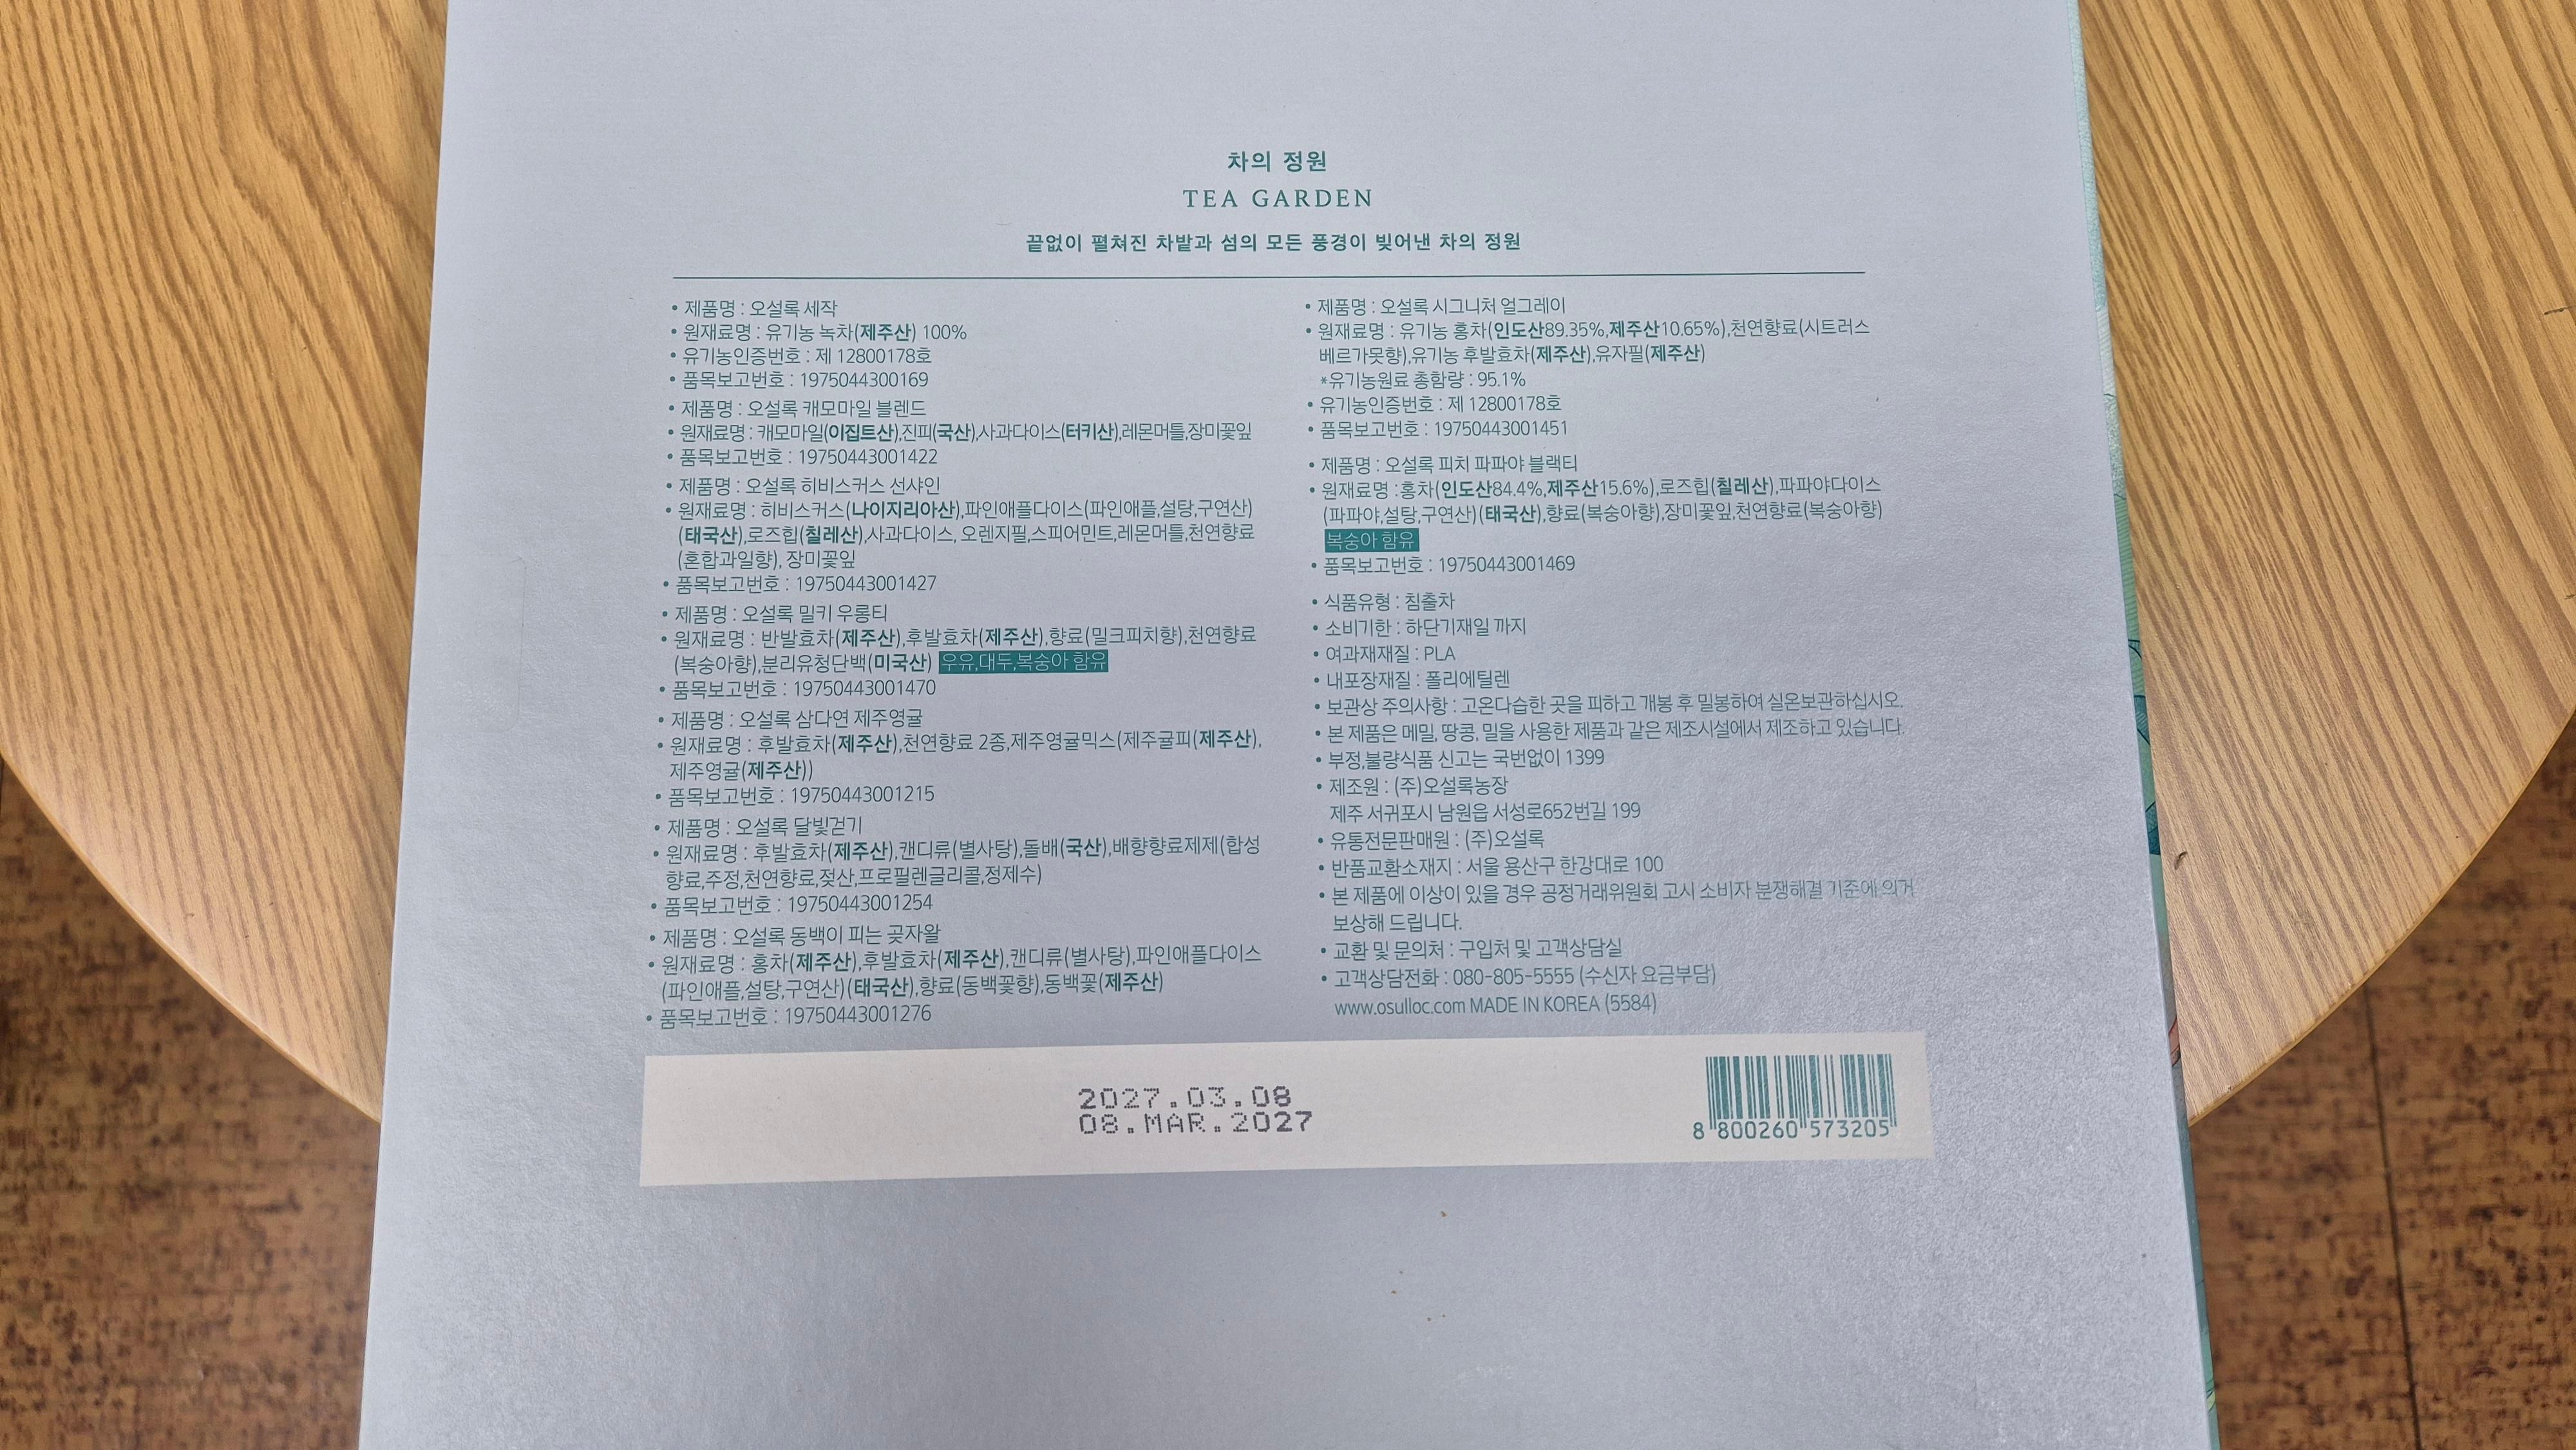 차의 정원
TEA GARDEN
끝없이 펼쳐진 차밭과 섬의 모든 풍경이 빚어낸 차의 정원
• 제품명 : 오설록 세작
• 원재료명 : 유기농 녹차(제주산) 100%
• 유기농인증번호 : 제 12800178호
• 품목보고번호 : 1975044300169
• 제품명 : 오설록 캐모마일 블렌드
• 원재료명 : 캐모마일(이집트산),진피(국산),사과다이스(터키산),레몬머틀,장미꽃잎
• 품목보고번호 : 19750443001422
• 제품명 : 오설록 히비스커스 선샤인
• 원재료명 : 히비스커스(나이지리아산),파인애플다이스(파인애플,설탕,구연산)
(태국산),로즈힙(칠레산),사과다이스, 오렌지필,스피어민트,레몬머틀,천연향료
(혼합과일향), 장미꽃잎
• 품목보고번호 : 19750443001427
• 제품명 : 오설록 밀키 우롱티
• 원재료명 : 반발효차(제주산),후발효차(제주산),향료(밀크피치향),천연향료
(복숭아향),분리유청단백(미국산) 우유,대두,복숭아 함유
• 품목보고번호 : 19750443001470
• 제품명 : 오설록 삼다연 제주영귤
• 원재료명 : 후발효차(제주산),천연향료 2종,제주영귤믹스(제주귤피(제주산),
제주영귤(제주산))
• 품목보고번호 : 19750443001215
• 제품명 : 오설록 달빛걷기
• 원재료명 : 후발효차(제주산),캔디류(별사탕),돌배(국산),배향향료제제(합성
향료,주정,천연향료,젖산,프로필렌글리콜,정제수)
• 품목보고번호 : 19750443001254
• 제품명 : 오설록 동백이 피는 곶자왈
• 원재료명 : 홍차(제주산),후발효차(제주산),캔디류(별사탕),파인애플다이스
(파인애플,설탕,구연산)(태국산),향료(동백꽃향),동백꽃(제주산)
• 품목보고번호 : 19750443001276
• 제품명 : 오설록 시그니처 얼그레이
• 원재료명 : 유기농 홍차(인도산89.35%,제주산10.65%),천연향료(시트러스
베르가못향),유기농 후발효차(제주산),유자필(제주산)
*유기농원료 총함량 : 95.1%
• 유기농인증번호 : 제 12800178호
• 품목보고번호 : 19750443001451
• 제품명 : 오설록 피치 파파야 블랙티
• 원재료명 :홍차(인도산84.4%,제주산15.6%),로즈힙(칠레산),파파야다이스
(파파야,설탕,구연산)(태국산),향료(복숭아향),장미꽃잎,천연향료(복숭아향)
복숭아 함유
• 품목보고번호 : 19750443001469
• 식품유형 : 침출차
• 소비기한 : 하단기재일 까지
• 여과재재질 : PLA
• 내포장재질 : 폴리에틸렌
• 보관상 주의사항 : 고온다습한 곳을 피하고 개봉 후 밀봉하여 실온보관하십시오.
• 본 제품은 메밀, 땅콩, 밀을 사용한 제품과 같은 제조시설에서 제조하고 있습니다.
• 부정,불량식품 신고는 국번없이 1399
• 제조원 : (주)오설록농장
제주 서귀포시 남원읍 서성로652번길 199
• 유통전문판매원 : (주)오설록
• 반품교환소재지 : 서울 용산구 한강대로 100
• 본 제품에 이상이 있을 경우 공정거래위원회 고시 소비자 분쟁해결 기준에 의거
보상해 드립니다.
• 교환 및 문의처 : 구입처 및 고객상담실
• 고객상담전화 : 080-805-5555 (수신자 요금부담)
www.osulloc.com MADE IN KOREA (5584)
2027.03.08
08.MAR.2027
8 800260 573205